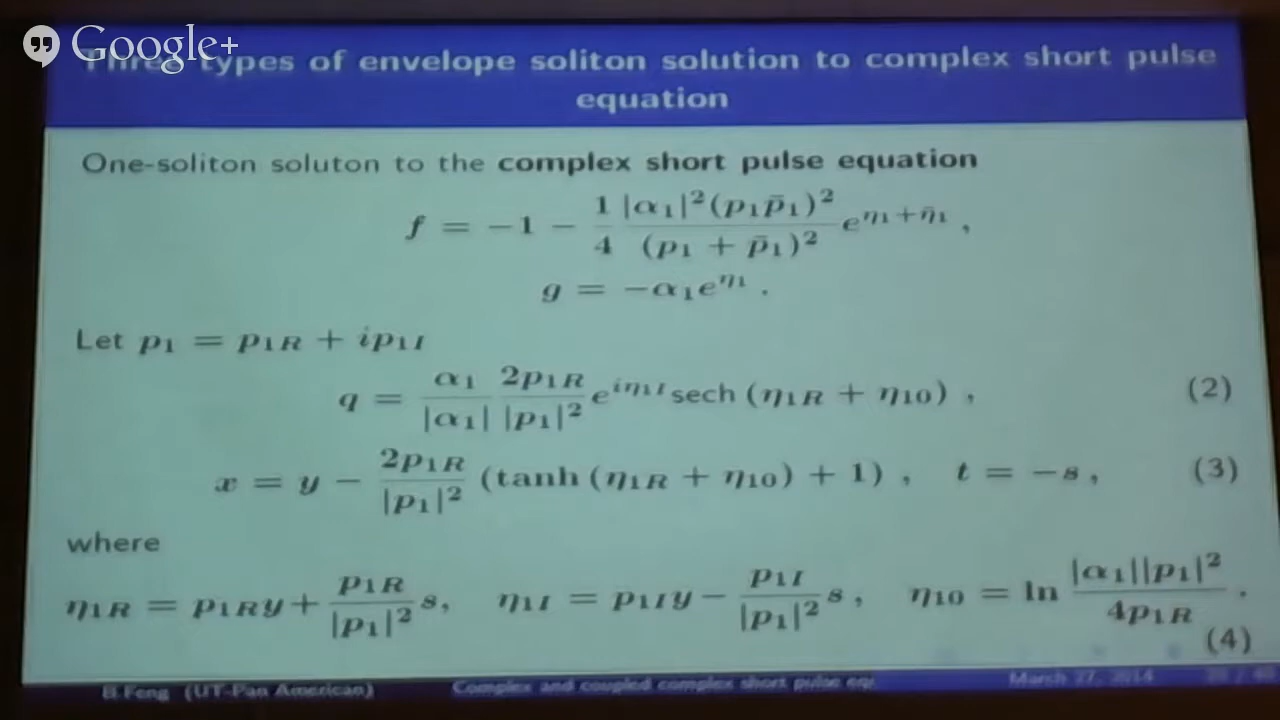 Google+
Three types of envelope soliton solution to complex short pulse
equation
One-soliton soluton to the complex short pulse equation
f = −1 − 1/4 |α₁|²(p₁p̄₁)²/(p₁ + p̄₁)² e^{η₁+η̄₁} ,
g = −α₁e^{η₁} .
Let p₁ = p₁R + ip₁I
q = α₁/|α₁| 2p₁R/|p₁|² e^{iη₁I} sech (η₁R + η₁₀) , (2)
x = y − 2p₁R/|p₁|² (tanh (η₁R + η₁₀) + 1) , t = −s , (3)
where
η₁R = p₁Ry + p₁R/|p₁|² s, η₁I = p₁Iy − p₁I/|p₁|² s , η₁₀ = ln |α₁||p₁|²/4p₁R .
(4)
B.Feng (UT-Pan American) Complex and coupled complex short pulse equ March 27, 2014